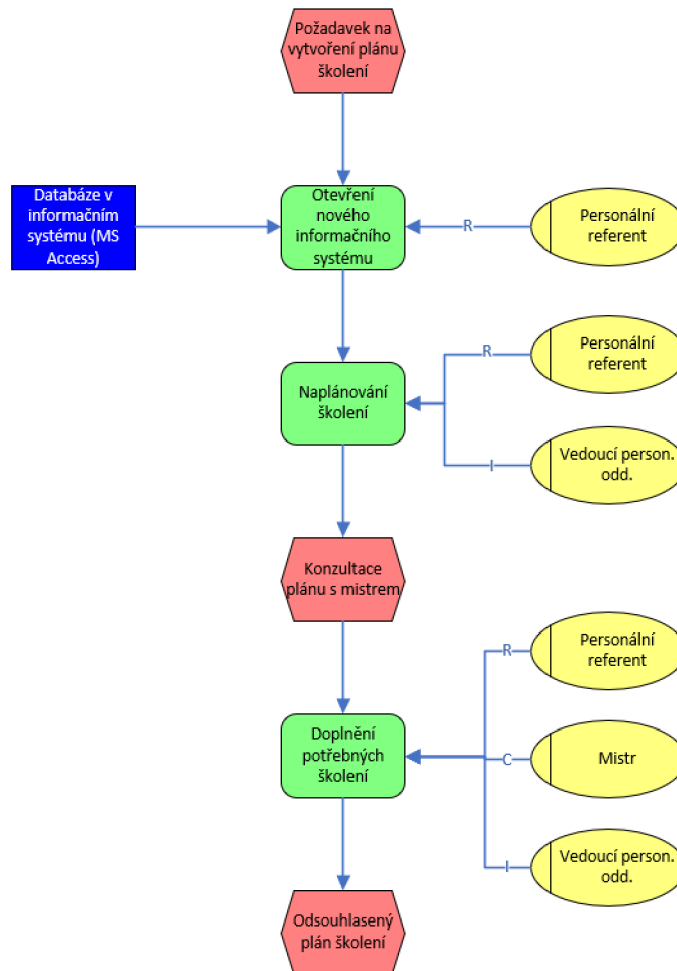 Požadavek na
vytvoření plánu
školení
Databáze v
informačním
systému (MS
Access)
Otevření
nového
informačního
systému
R
Personální
referent
Naplánování
školení
R
Personální
referent
I
Vedoucí person.
odd.
Konzultace
plánu s mistrem
Doplnění
potřebných
školení
R
Personální
referent
C
Mistr
I
Vedoucí person.
odd.
Odsouhlasený
plán školení